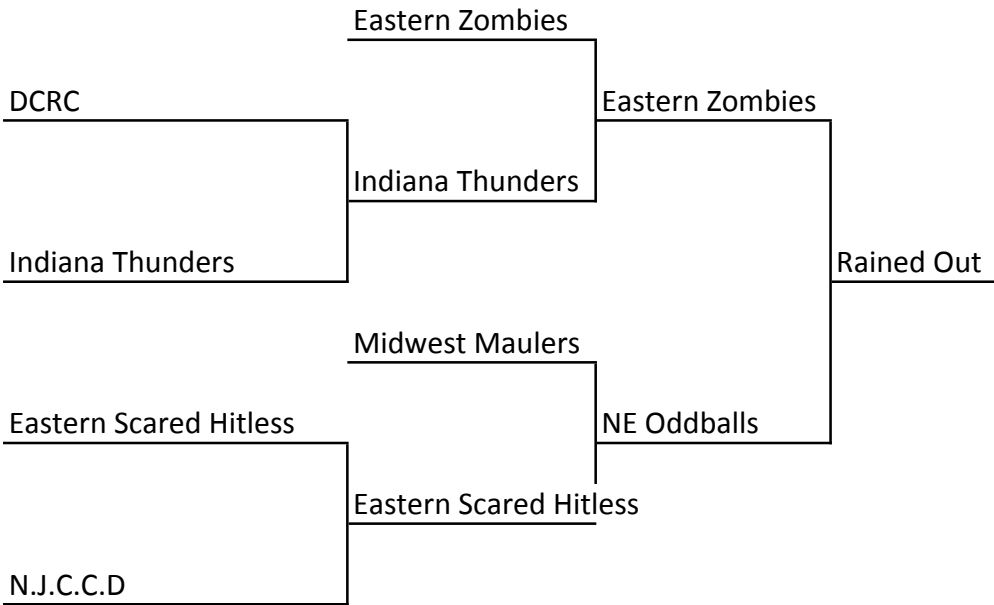 Eastern Zombies
DCRC
Eastern Zombies
Indiana Thunders
Indiana Thunders
Rained Out
Midwest Maulers
Eastern Scared Hitless
NE Oddballs
Eastern Scared Hitless
N.J.C.C.D